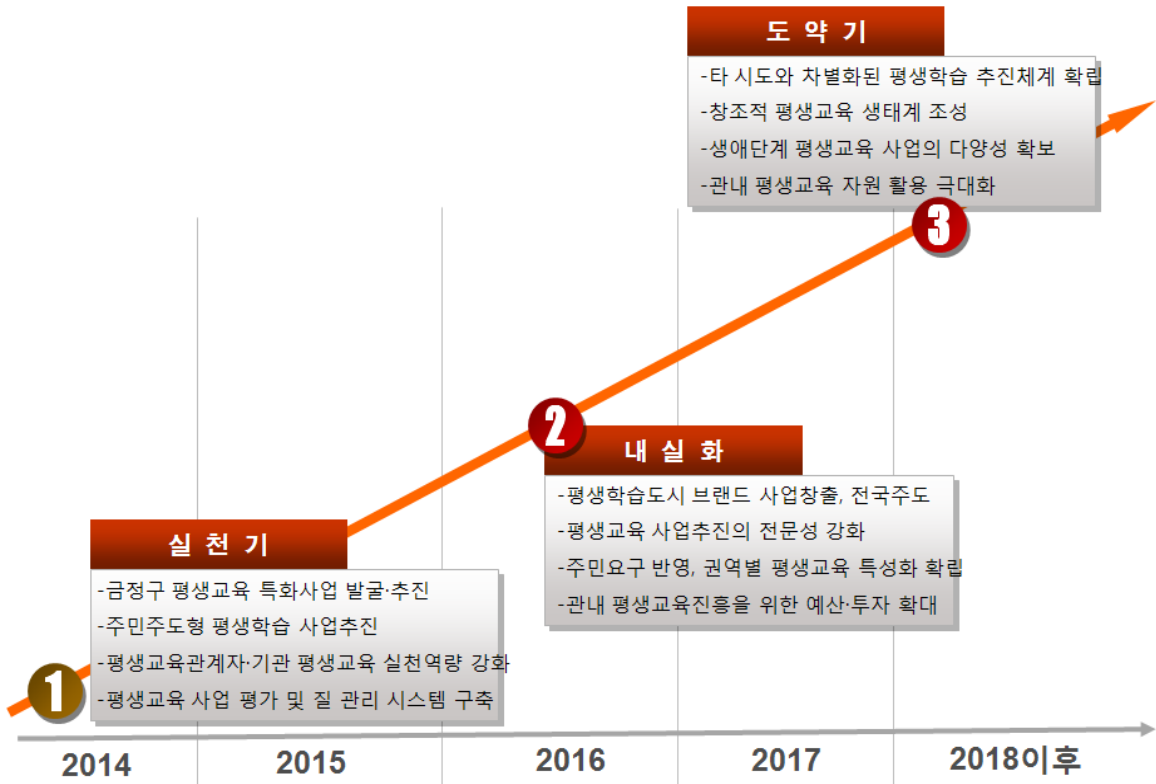 도 약 기
-타 시도와 차별화된 평생학습 추진체계 확립
-창조적 평생교육 생태계 조성
-생애단계 평생교육 사업의 다양성 확보
-관내 평생교육 자원 활용 극대화
3
2
내 실 화
-평생학습도시 브랜드 사업창출, 전국주도
-평생교육 사업추진의 전문성 강화
-주민요구 반영, 권역별 평생교육 특성화 확립
-관내 평생교육진흥을 위한 예산·투자 확대
실 천 기
-금정구 평생교육 특화사업 발굴·추진
-주민주도형 평생학습 사업추진
-평생교육관계자·기관 평생교육 실천역량 강화
-평생교육 사업 평가 및 질 관리 시스템 구축
1
2014 2015 2016 2017 2018이후